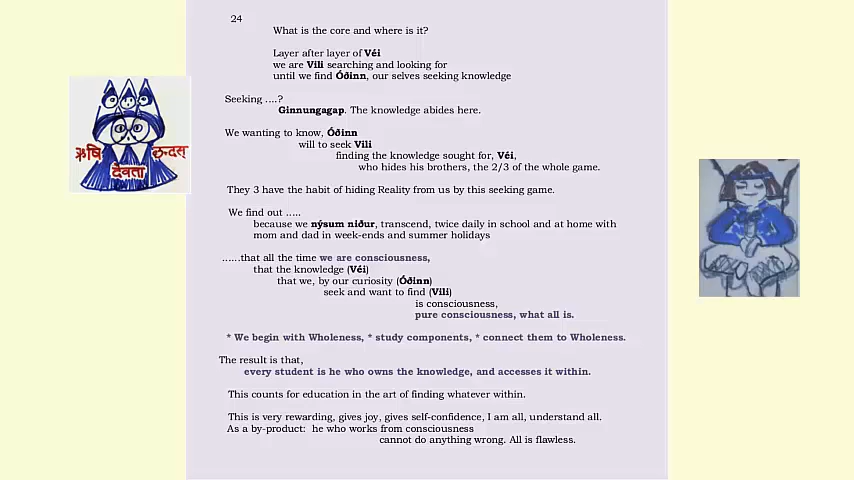 24
What is the core and where is it?
Layer after layer of Véi
we are Vili searching and looking for
until we find Óðinn, our selves seeking knowledge
Seeking ....?
Ginnungagap. The knowledge abides here.
We wanting to know, Óðinn
will to seek Vili
finding the knowledge sought for, Véi,
who hides his brothers, the 2/3 of the whole game.
They 3 have the habit of hiding Reality from us by this seeking game.
We find out .....
because we nýsum niður, transcend, twice daily in school and at home with
mom and dad in week-ends and summer holidays
......that all the time we are consciousness,
that the knowledge (Véi)
that we, by our curiosity (Óðinn)
seek and want to find (Vili)
is consciousness,
pure consciousness, what all is.
* We begin with Wholeness, * study components, * connect them to Wholeness.
The result is that,
every student is he who owns the knowledge, and accesses it within.
This counts for education in the art of finding whatever within.
This is very rewarding, gives joy, gives self-confidence, I am all, understand all.
As a by-product: he who works from consciousness
cannot do anything wrong. All is flawless.
ऋषि
छन्दस्
देवता